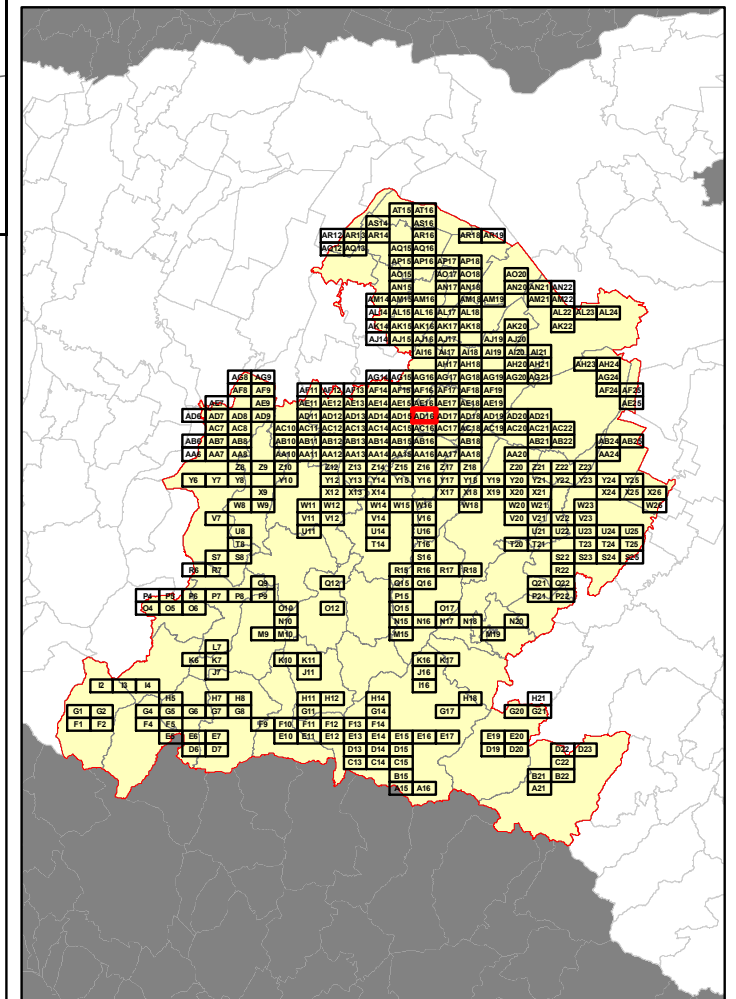 AT15 AT16
AS14 AS16
AR12 AR13 AR14 AR16 AR18 AR19
AQ12 AQ13 AQ15 AQ16
AP15 AP16 AP17 AP18
AO15 AO17 AO18 AO20
AN15 AN17 AN18 AN20 AN21 AN22
AM14 AM15 AM16 AM18 AM19 AM21 AM22
AL14 AL15 AL16 AL17 AL18 AL22 AL23 AL24
AK14 AK15 AK16 AK17 AK18 AK20 AK22
AJ14 AJ15 AJ16 AJ17 AJ19 AJ20
AI16 AI17 AI18 AI19 AI20 AI21
AH17 AH18 AH20 AH21 AH23 AH24
AG8 AG9 AG14 AG15 AG16 AG17 AG18 AG19 AG20 AG21 AG24
AF8 AF9 AF11 AF12 AF13 AF14 AF15 AF16 AF17 AF18 AF19 AF24 AF25
AE7 AE9 AE11 AE12 AE13 AE14 AE15 AE16 AE17 AE18 AE19 AE25
AD6 AD7 AD8 AD9 AD11 AD12 AD13 AD14 AD15 AD16 AD17 AD18 AD19 AD20 AD21
AC7 AC8 AC10 AC11 AC12 AC13 AC14 AC15 AC16 AC17 AC18 AC19 AC20 AC21 AC22
AB6 AB7 AB8 AB10 AB11 AB12 AB13 AB14 AB15 AB16 AB18 AB21 AB22 AB24 AB25
AA6 AA7 AA8 AA10 AA11 AA12 AA13 AA14 AA15 AA16 AA17 AA18 AA20 AA24
Z8 Z9 Z10 Z12 Z13 Z14 Z15 Z16 Z17 Z18 Z20 Z21 Z22 Z23
Y6 Y7 Y8 Y10 Y12 Y13 Y14 Y15 Y16 Y17 Y18 Y19 Y20 Y21 Y22 Y23 Y24 Y25
X9 X12 X13 X14 X17 X18 X19 X20 X21 X24 X25 X26
W8 W9 W11 W12 W14 W15 W16 W18 W20 W21 W23 W26
V7 V11 V12 V14 V16 V20 V21 V22 V23
U8 U11 U14 U16 U21 U22 U23 U24 U25
T8 T14 T16 T20 T21 T23 T24 T25
S7 S8 S16 S22 S23 S24 S25
R6 R7 R15 R16 R17 R18 R22
Q9 Q12 Q15 Q16 Q21 Q22
P4 P5 P6 P7 P8 P9 P15 P21 P22
O4 O5 O6 O10 O12 O15 O17
N10 N15 N16 N17 N18 N20
M9 M10 M15 M19
L7
K6 K7 K10 K11 K16 K17
J7 J11 J16
I2 I3 I4 I16
H5 H7 H8 H11 H12 H14 H18 H21
G1 G2 G4 G5 G6 G7 G8 G11 G17 G20 G21
F1 F2 F4 F5 F9 F10 F11 F12 F13 F14
E5 E6 E7 E10 E11 E12 E13 E14 E15 E16 E17 E19 E20
D6 D7 D13 D14 D15 D19 D20 D22 D23
C13 C14 C15 C22
B15 B21 B22
A15 A16 A21